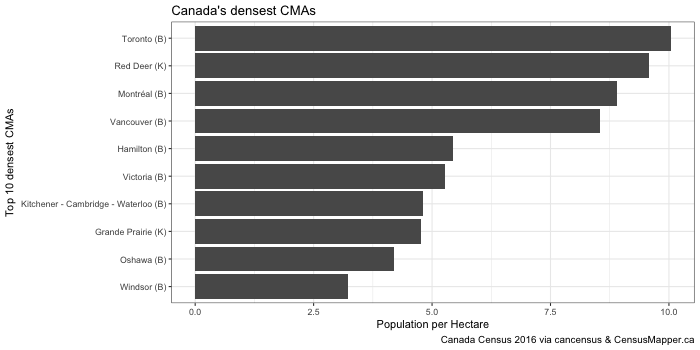 Canada's densest CMAs
Top 10 densest CMAs
Toronto (B)
Red Deer (K)
Montréal (B)
Vancouver (B)
Hamilton (B)
Victoria (B)
Kitchener - Cambridge - Waterloo (B)
Grande Prairie (K)
Oshawa (B)
Windsor (B)
0.0 2.5 5.0 7.5 10.0
Population per Hectare
Canada Census 2016 via cancensus & CensusMapper.ca